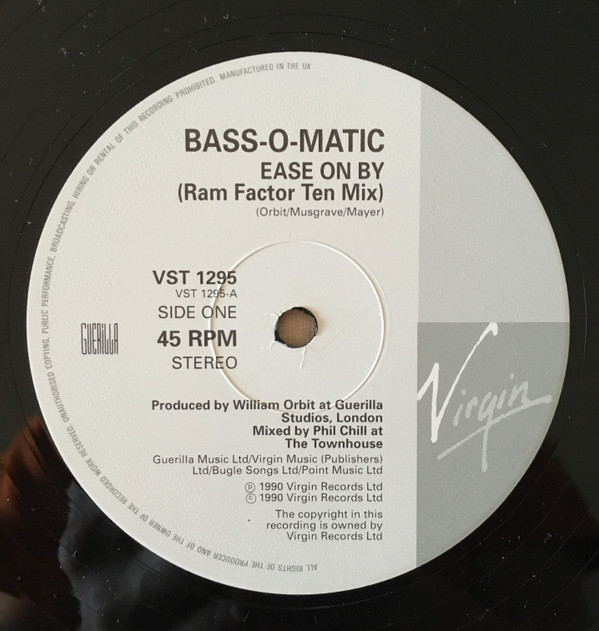 BASS-O-MATIC
EASE ON BY
(Ram Factor Ten Mix)
(Orbit/Musgrave/Mayer)
VST 1295
VST 1295-A
SIDE ONE
45 RPM
STEREO
GUERILLA
Virgin
Produced by William Orbit at Guerilla
Studios, London
Mixed by Phil Chill at
The Townhouse
Guerilla Music Ltd/Virgin Music (Publishers)
Ltd/Bugle Songs Ltd/Point Music Ltd
℗ 1990 Virgin Records Ltd
© 1990 Virgin Records Ltd
The copyright in this
recording is owned by
Virgin Records Ltd
ALL RIGHTS OF THE PRODUCER AND OF THE OWNER OF THE RECORDED WORK RESERVED. UNAUTHORISED COPYING, PUBLIC PERFORMANCE, BROADCASTING, HIRING OR RENTAL OF THIS RECORDING PROHIBITED. MANUFACTURED IN THE UK